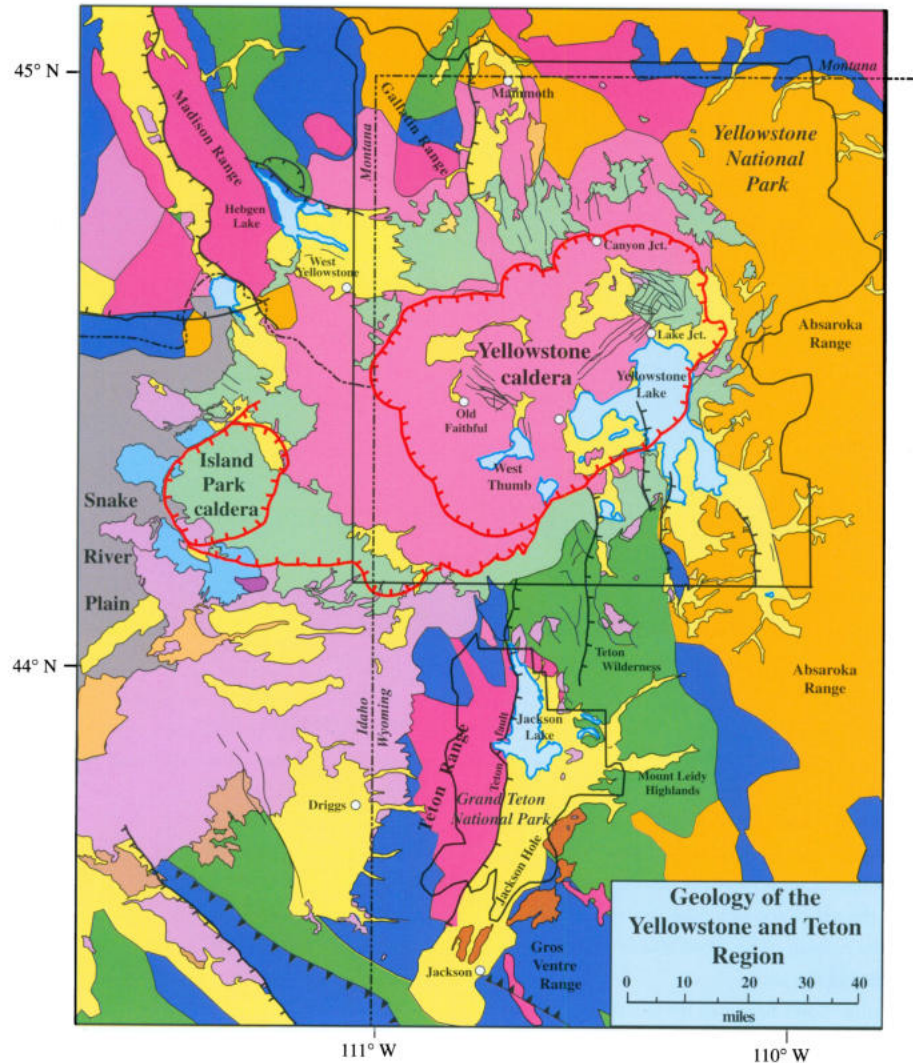 45° N
Montana
Mammoth
Madison Range
Gallatin Range
Montana
Yellowstone
National
Park
Hebgen
Lake
West
Yellowstone
Canyon Jct.
Absaroka
Range
Lake Jct.
Yellowstone
caldera
Yellowstone
Lake
Old
Faithful
West
Thumb
Island
Park
caldera
Snake
River
Plain
44° N
Teton
Wilderness
Absaroka
Range
Idaho
Wyoming
Jackson
Lake
Teton Range
Teton fault
Mount Leidy
Highlands
Driggs
Grand Teton
National Park
Jackson Hole
Geology of the
Yellowstone and Teton
Region
0 10 20 30 40
miles
Gros
Ventre
Range
Jackson
111° W
110° W